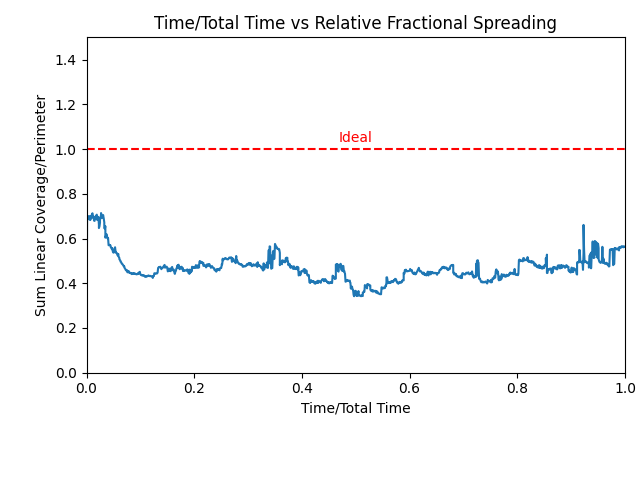 Time/Total Time vs Relative Fractional Spreading
1.4
1.2
1.0
0.8
0.6
0.4
0.2
0.0
Sum Linear Coverage/Perimeter
Ideal
0.0 0.2 0.4 0.6 0.8 1.0
Time/Total Time